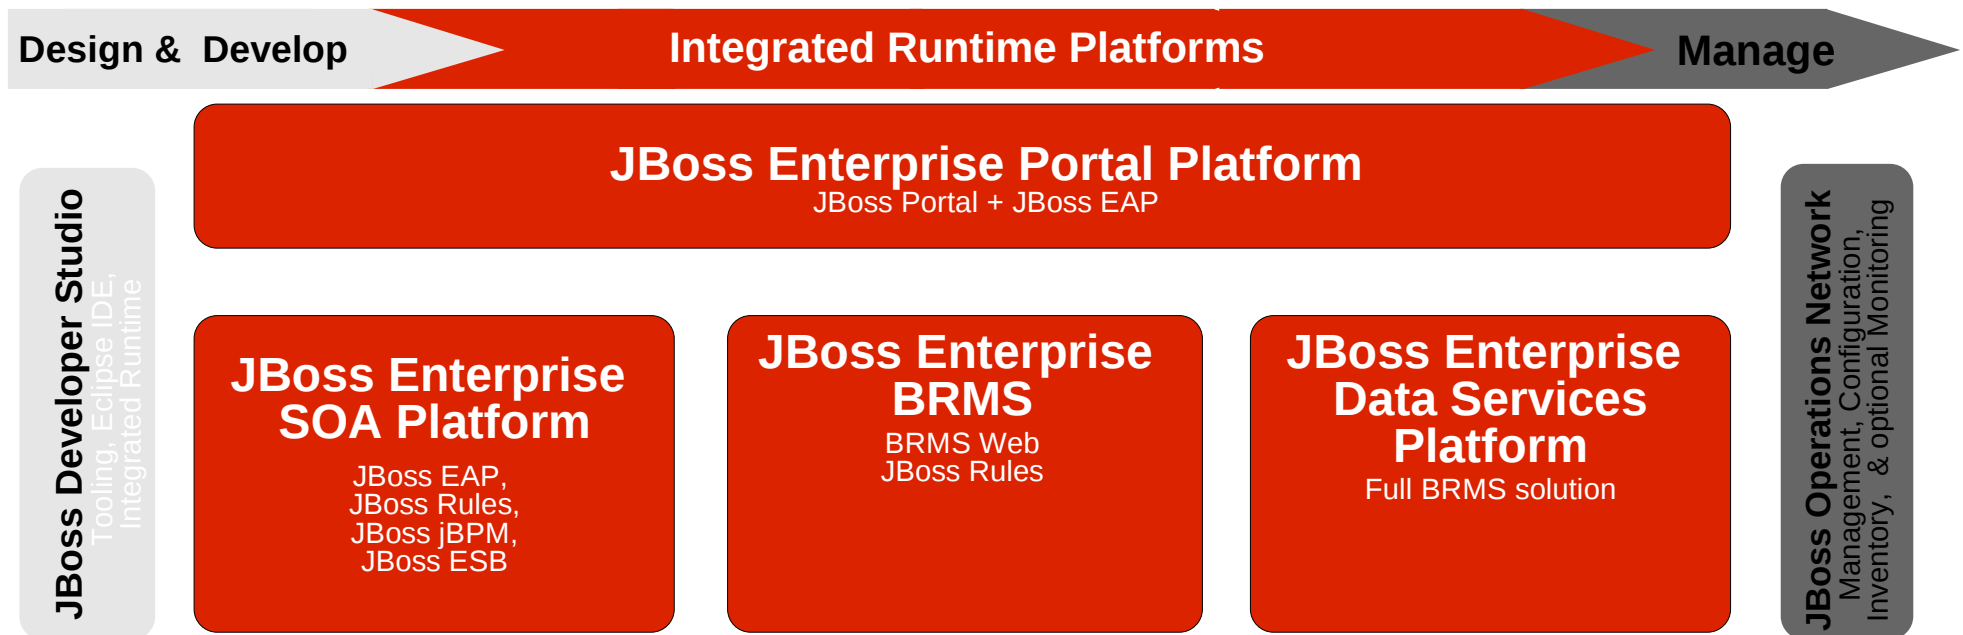 Design &  Develop
Integrated Runtime Platforms
Manage
JBoss Enterprise Portal Platform
JBoss Portal + JBoss EAP
JBoss Developer Studio
Tooling, Eclipse IDE,
Integrated Runtime
JBoss Enterprise
SOA Platform
JBoss EAP,
JBoss Rules,
JBoss jBPM,
JBoss ESB
JBoss Enterprise
BRMS
BRMS Web
JBoss Rules
JBoss Enterprise
Data Services
Platform
Full BRMS solution
JBoss Operations Network
Management, Configuration,
Inventory,  & optional Monitoring